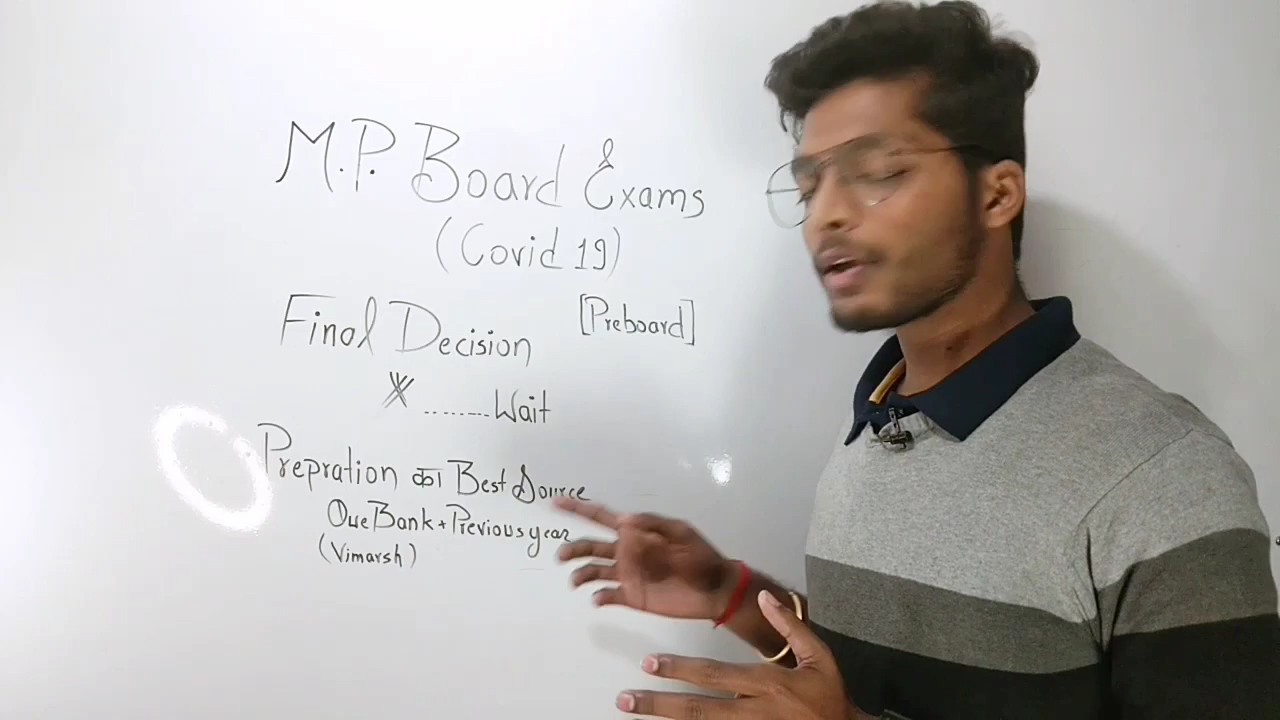 M.P. Board Exams
(Covid 19)
Final Decision
[Preboard]
X ........Wait
Prepration का Best Source
Que Bank + Previous year
(Vimarsh)